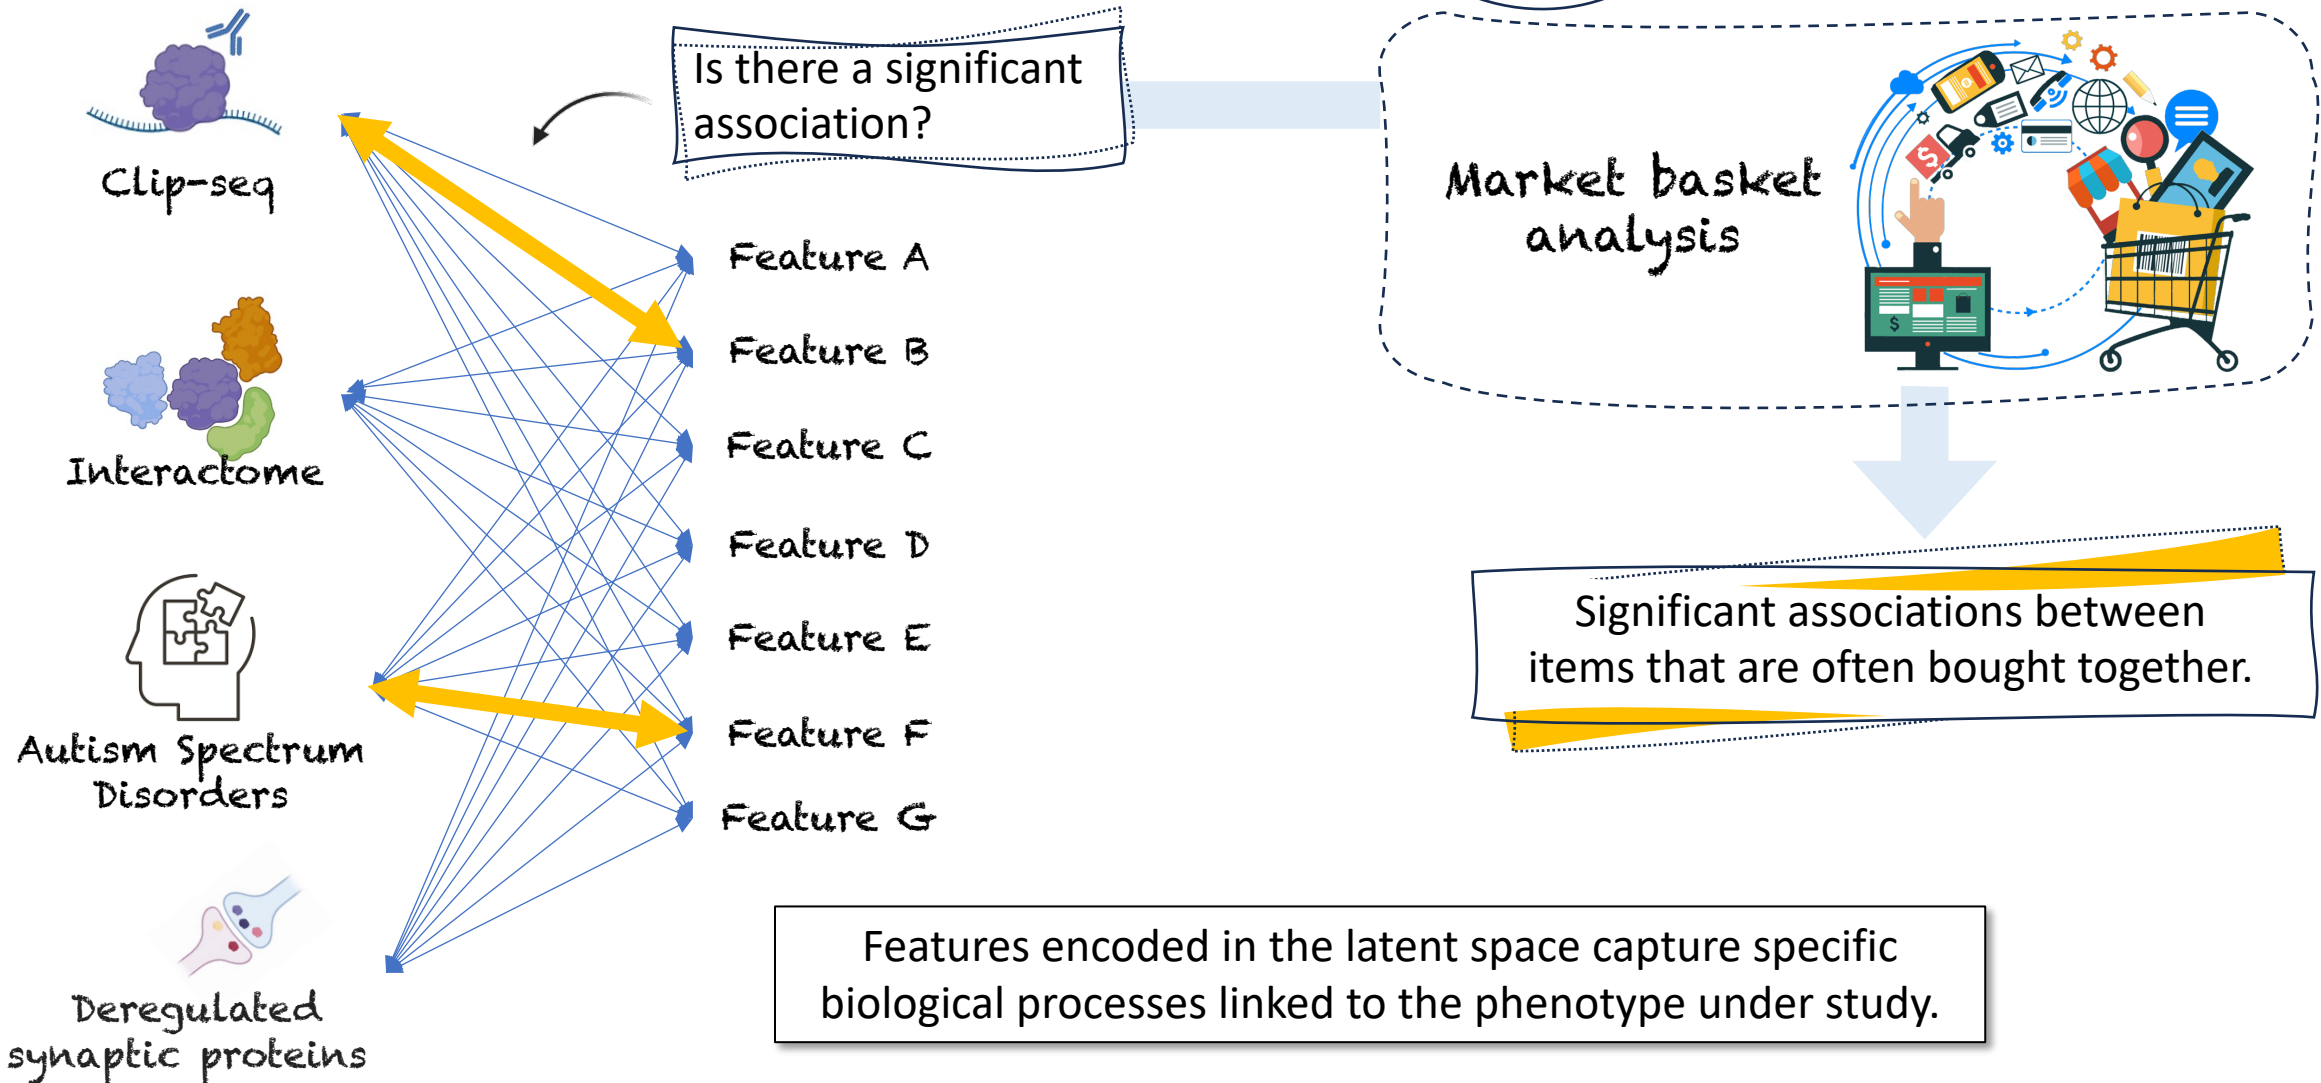 Is there a significant
association?
Clip-seq
Market basket
analysis
Feature A
Feature B
Interactome
Feature C
Feature D
Feature E
Significant associations between
items that are often bought together.
Autism Spectrum
Disorders
Feature F
Feature G
Features encoded in the latent space capture specific
biological processes linked to the phenotype under study.
Deregulated
synaptic proteins
$
$